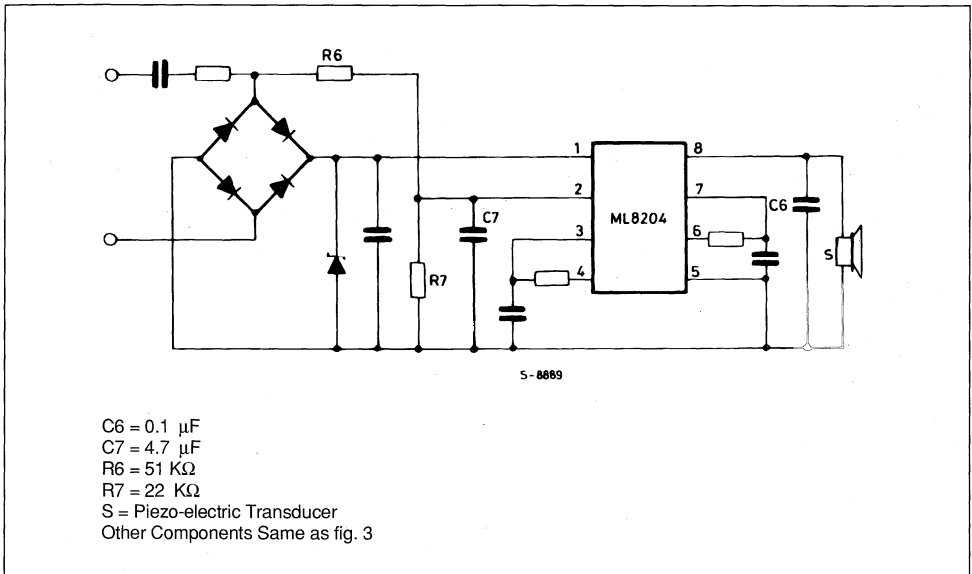 R6
1
8
2
7
C7
ML8204
C6
3
6
4
5
R7
S
S-8889
C6 = 0.1 μF
C7 = 4.7 μF
R6 = 51 KΩ
R7 = 22 KΩ
S = Piezo-electric Transducer
Other Components Same as fig. 3